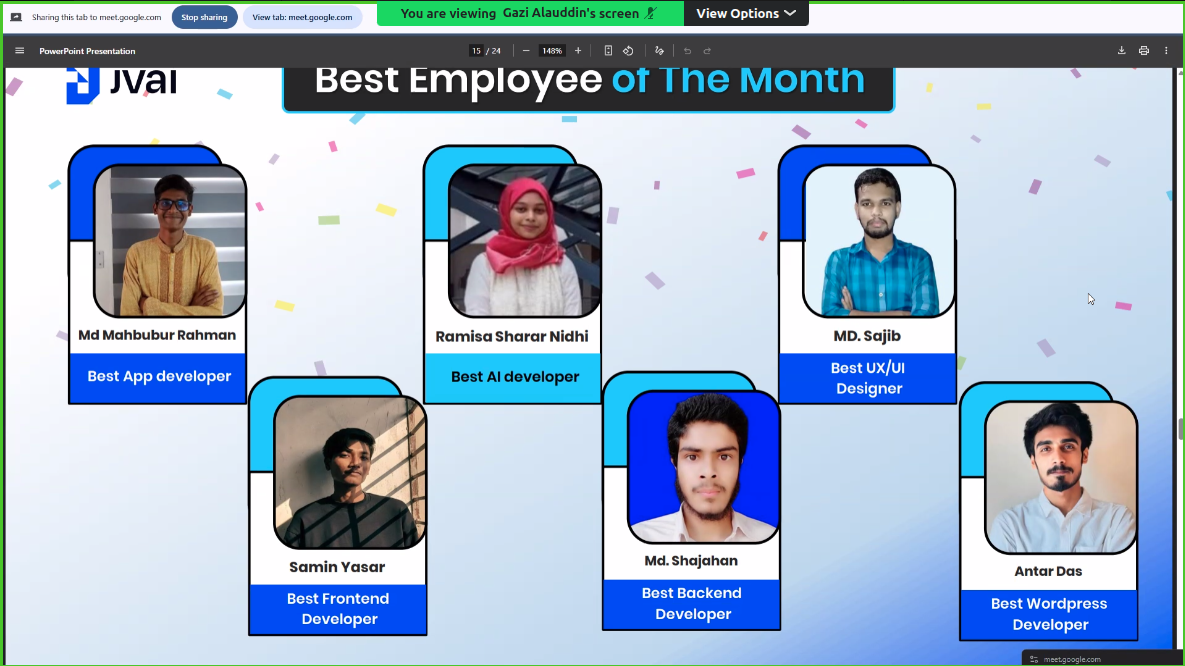 Sharing this tab to meet.google.com
Stop sharing
View tab: meet.google.com
You are viewing Gazi Alauddin's screen
View Options
PowerPoint Presentation
15 / 24
148%
Jvai
Best Employee of The Month
Md Mahbubur Rahman
Best App developer
Ramisa Sharar Nidhi
Best AI developer
MD. Sajib
Best UX/UI
Designer
Samin Yasar
Best Frontend
Developer
Md. Shajahan
Best Backend
Developer
Antar Das
Best Wordpress
Developer
meet.google.com